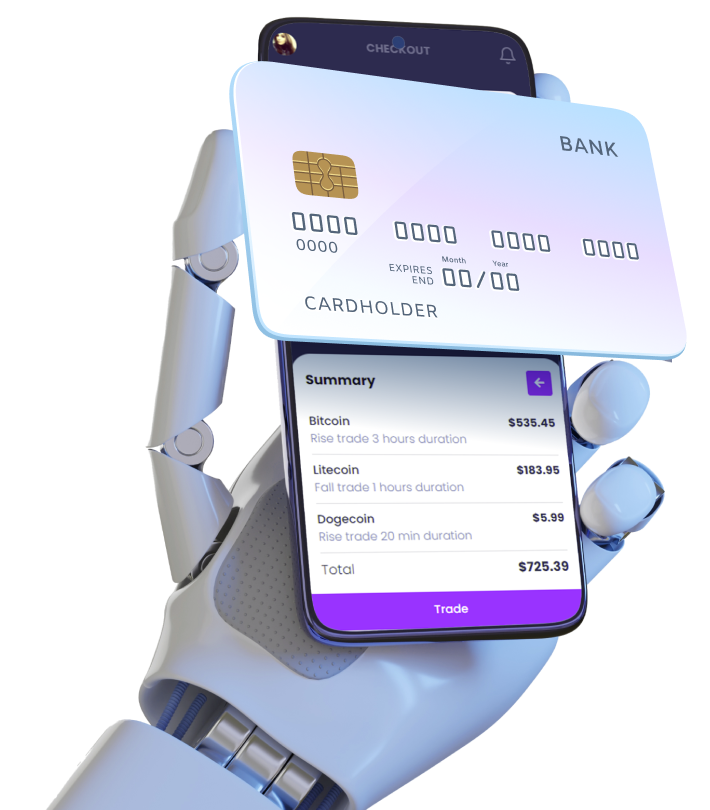 CHECKOUT
BANK
0000 0000 0000 0000
0000
Month Year
EXPIRES END 00/00
CARDHOLDER
Summary
Bitcoin $535.45
Rise trade 3 hours duration
Litecoin $183.95
Fall trade 1 hours duration
Dogecoin $5.99
Rise trade 20 min duration
Total $725.39
Trade